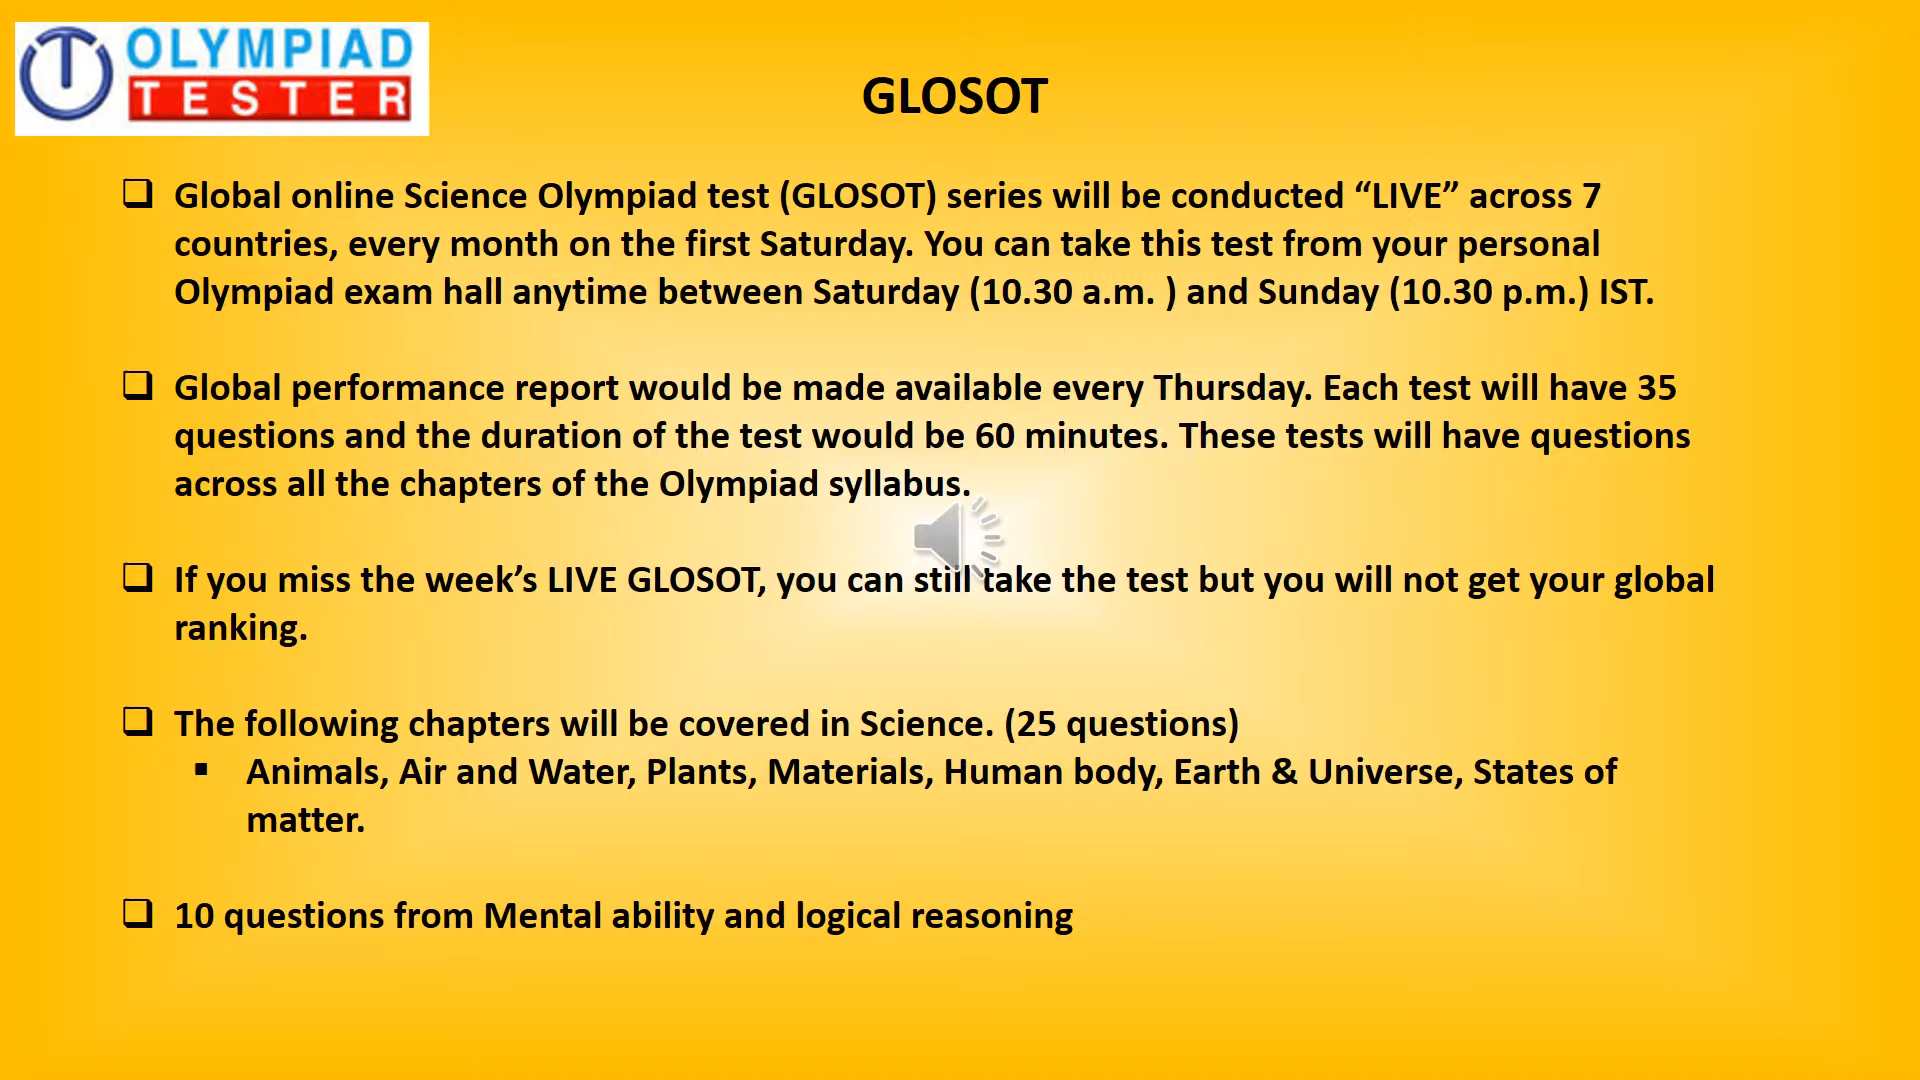 OLYMPIAD
TESTER
GLOSOT
Global online Science Olympiad test (GLOSOT) series will be conducted “LIVE” across 7
countries, every month on the first Saturday. You can take this test from your personal
Olympiad exam hall anytime between Saturday (10.30 a.m. ) and Sunday (10.30 p.m.) IST.
Global performance report would be made available every Thursday. Each test will have 35
questions and the duration of the test would be 60 minutes. These tests will have questions
across all the chapters of the Olympiad syllabus.
If you miss the week’s LIVE GLOSOT, you can still take the test but you will not get your global
ranking.
The following chapters will be covered in Science. (25 questions)
Animals, Air and Water, Plants, Materials, Human body, Earth & Universe, States of
matter.
10 questions from Mental ability and logical reasoning